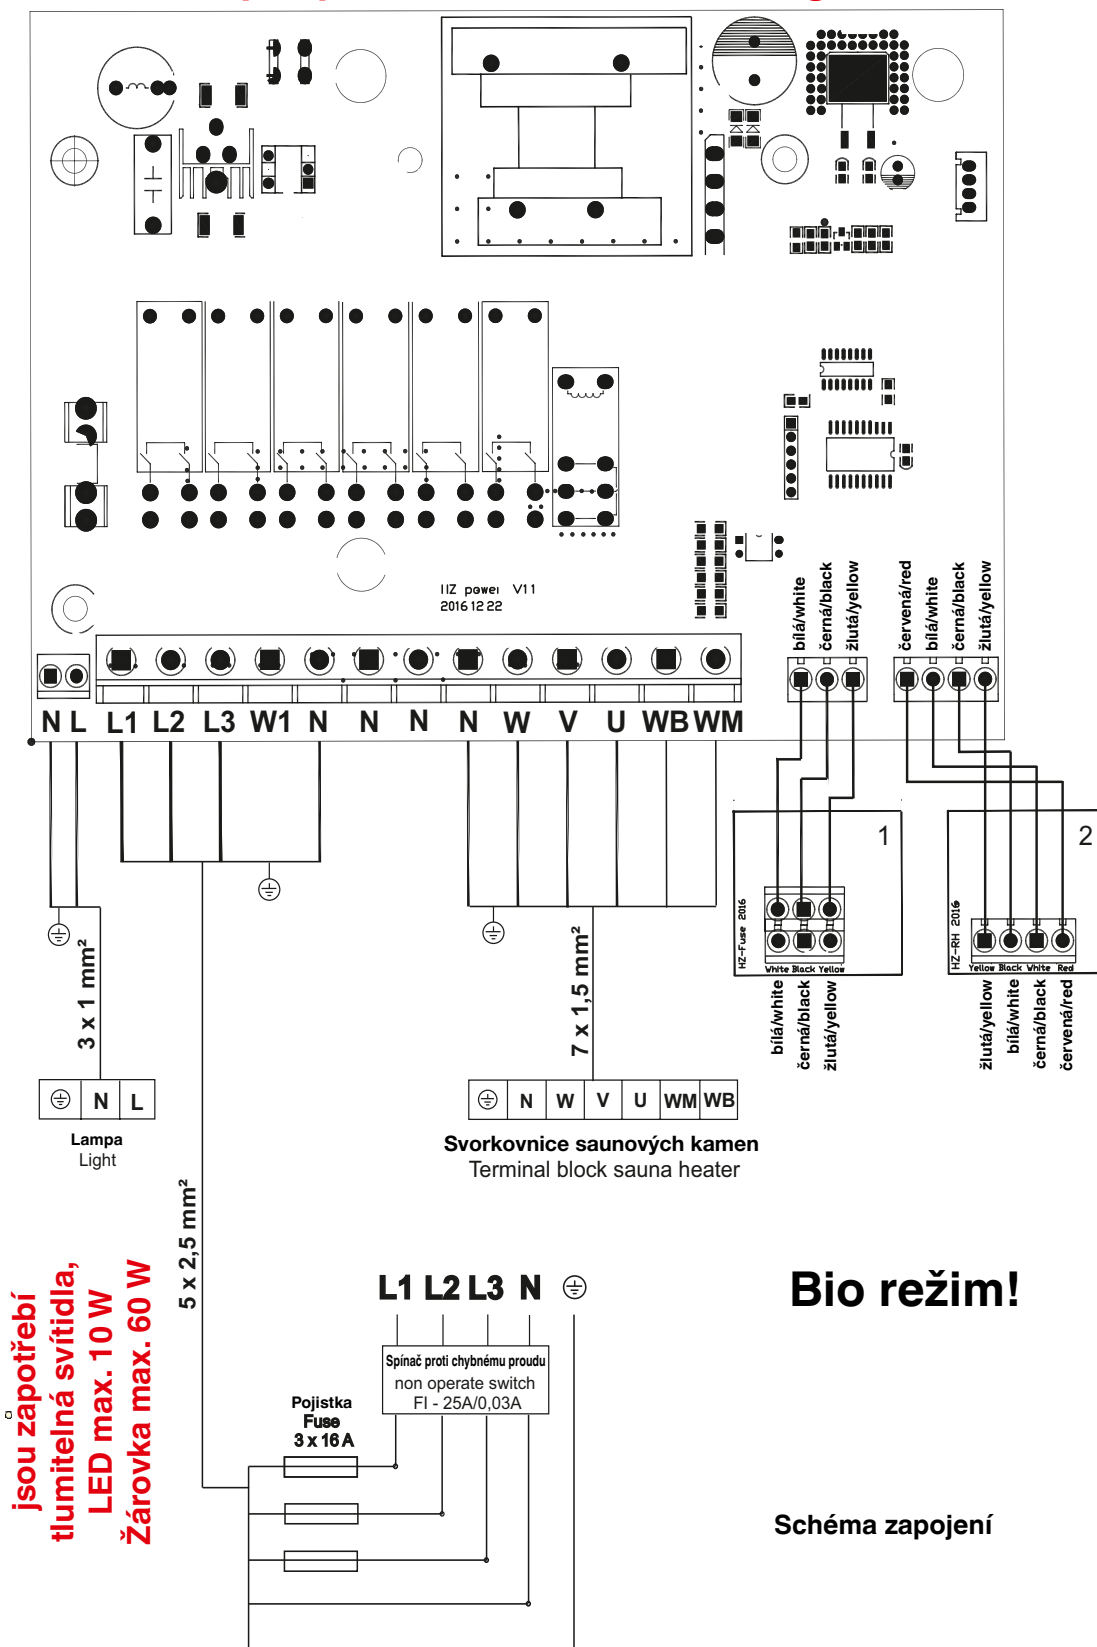 IIZ power V11
2016 12 22
bílá/white
černá/black
žlutá/yellow
červená/red
bílá/white
černá/black
žlutá/yellow
N L L1 L2 L3 W1 N N N N W V U WB WM
1
2
HZ-Fuse 2016
White Black Yellow
HZ-RH 2016
Yellow Black White Red
bílá/white
černá/black
žlutá/yellow
žlutá/yellow
bílá/white
černá/black
červená/red
3 x 1 mm²
7 x 1,5 mm²
N L
Lampa
Light
N W V U WM WB
Svorkovnice saunových kamen
Terminal block sauna heater
5 x 2,5 mm²
jsou zapotřebí
tlumitelná svítidla,
LED max. 10 W
Žárovka max. 60 W
L1 L2 L3 N
Spínač proti chybnému proudu
non operate switch
FI - 25A/0,03A
Pojistka
Fuse
3 x 16 A
Bio režim!
Schéma zapojení